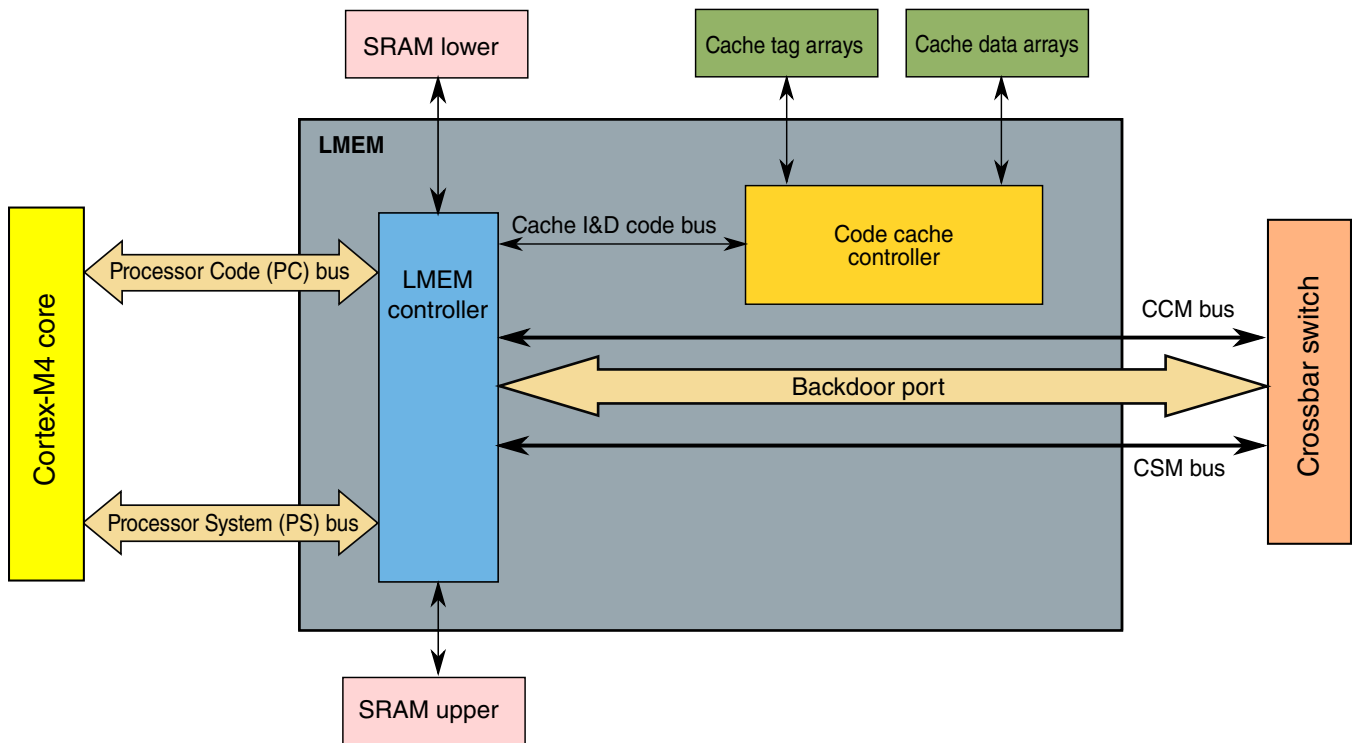 SRAM lower
Cache tag arrays
Cache data arrays
LMEM
Cortex-M4 core
Processor Code (PC) bus
LMEM
controller
Cache I&D code bus
Code cache
controller
CCM bus
Backdoor port
CSM bus
Crossbar switch
Processor System (PS) bus
SRAM upper